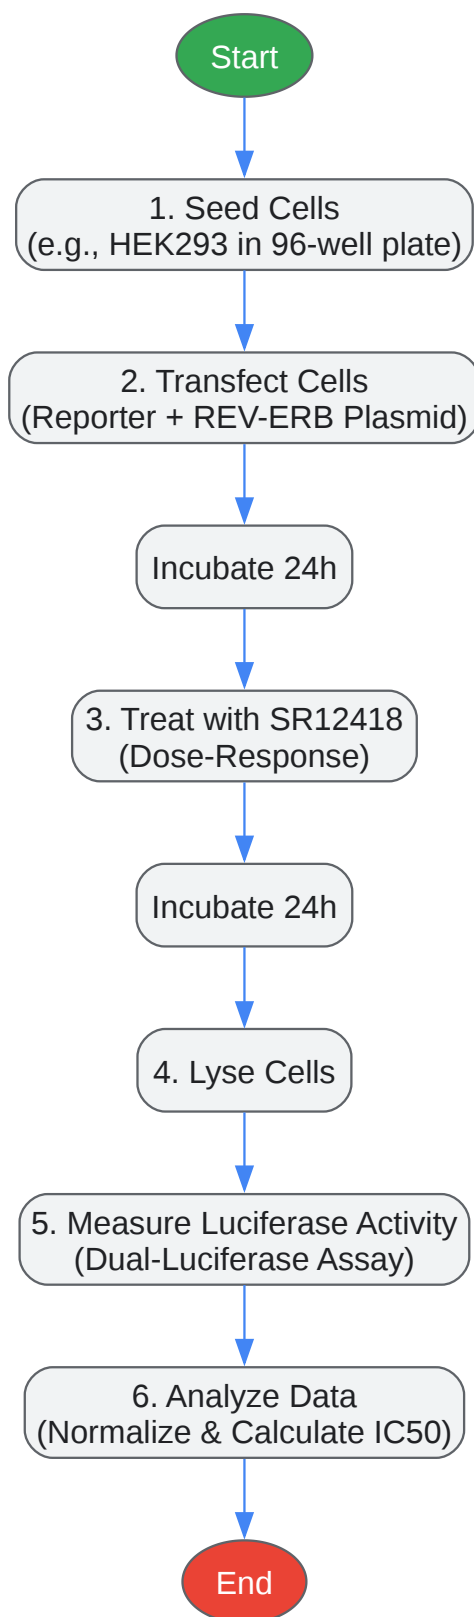 Start
1. Seed Cells
(e.g., HEK293 in 96-well plate)
2. Transfect Cells
(Reporter + REV-ERB Plasmid)
Incubate 24h
3. Treat with SR12418
(Dose-Response)
Incubate 24h
4. Lyse Cells
5. Measure Luciferase Activity
(Dual-Luciferase Assay)
6. Analyze Data
(Normalize & Calculate IC50)
End